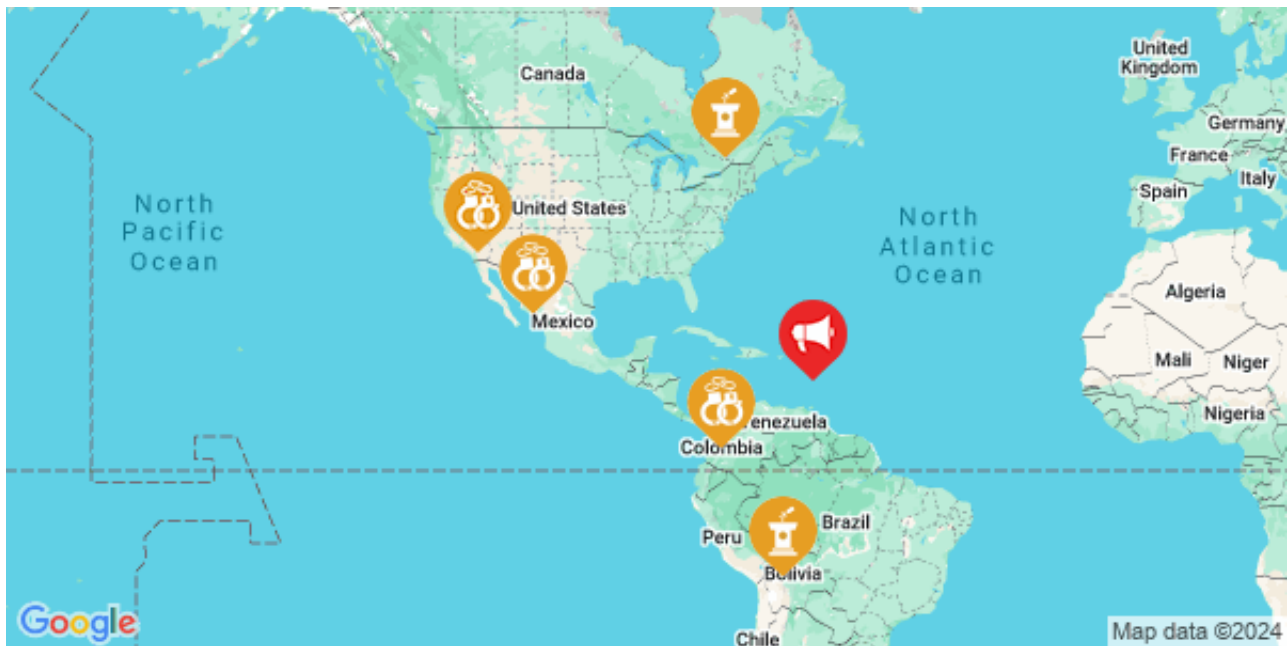 United
Kingdom
Canada
Germany
France
Italy
Spain
North
Pacific
Ocean
United States
North
Atlantic
Ocean
Algeria
Mexico
Mali
Niger
Nigeria
enezuela
Colombia
Peru
Brazil
Bolivia
Google
Chile
Map data ©2024